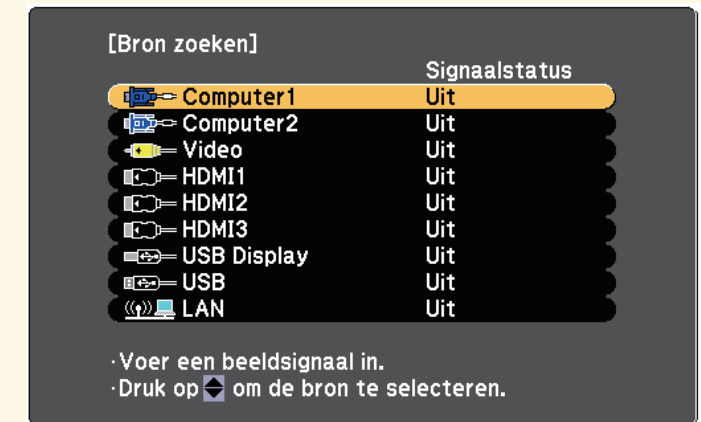 [Bron zoeken]
Signaalstatus
Computer1 Uit
Computer2 Uit
Video Uit
HDMI1 Uit
HDMI2 Uit
HDMI3 Uit
USB Display Uit
USB Uit
LAN Uit
·Voer een beeldsignaal in.
·Druk op om de bron te selecteren.